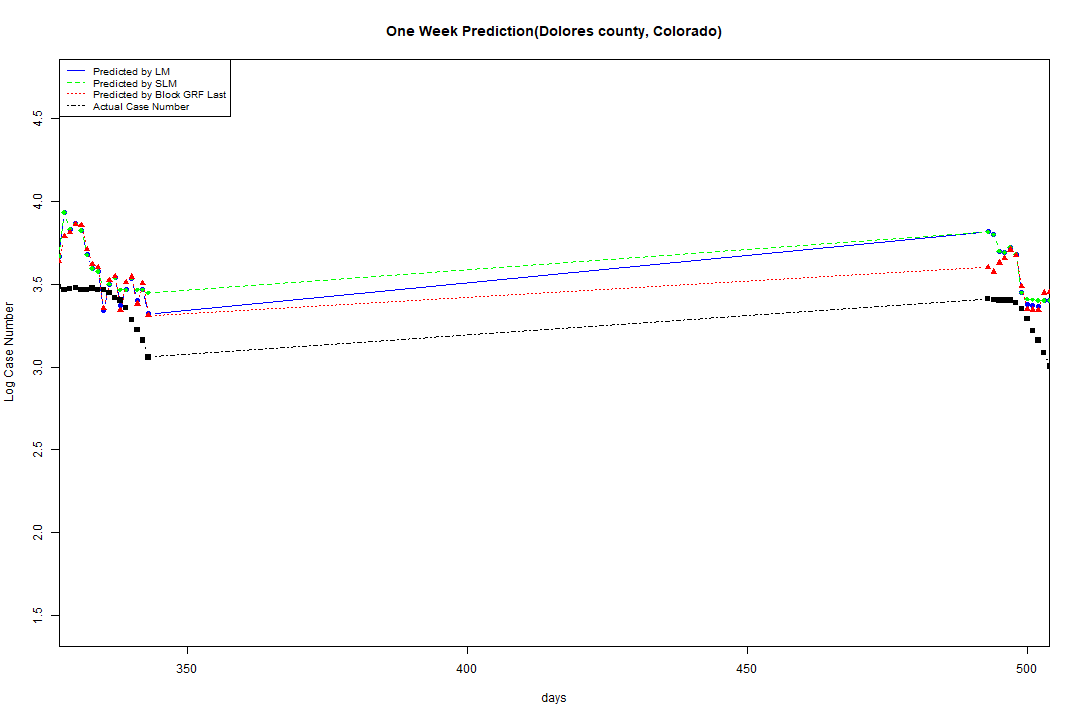 One Week Prediction(Dolores county, Colorado)
Predicted by LM
Predicted by SLM
Predicted by Block GRF Last
Actual Case Number
Log Case Number
4.5
4.0
3.5
3.0
2.5
2.0
1.5
350
400
450
500
days